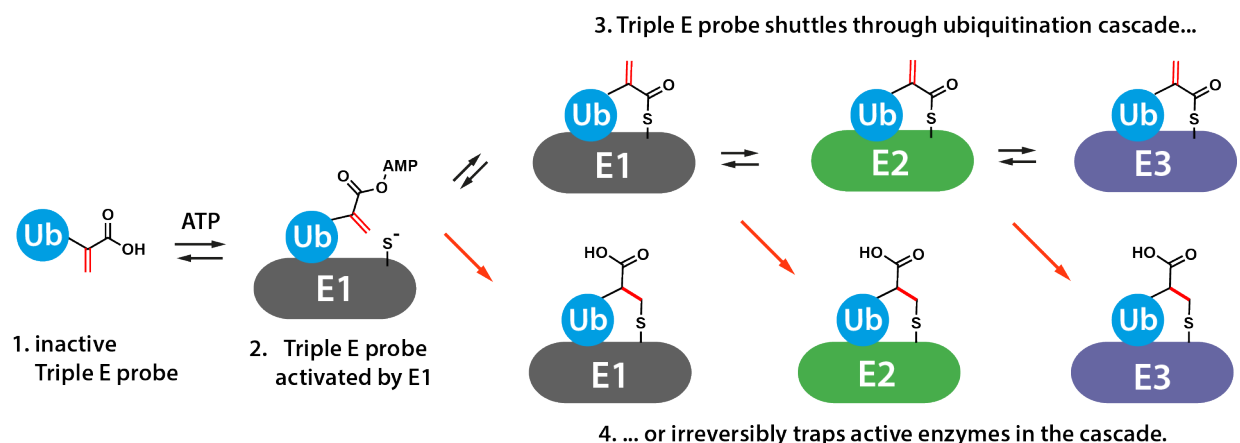 3. Triple E probe shuttles through ubiquitination cascade...
O
S
Ub
E1
O
S
Ub
E2
O
S
Ub
E3
AMP
O
O
Ub
S-
E1
ATP
O
OH
Ub
HO
O
Ub
S
E1
HO
O
Ub
S
E2
HO
O
Ub
S
E3
1. inactive
Triple E probe
2. Triple E probe
activated by E1
4. ... or irreversibly traps active enzymes in the cascade.